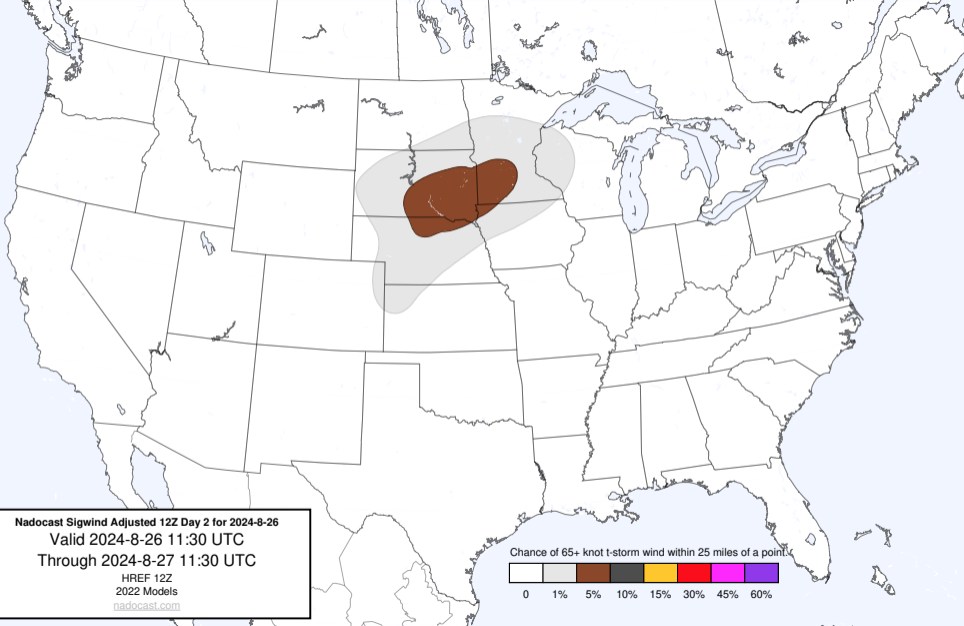 Nadocast Sigwind Adjusted 12Z Day 2 for 2024-8-26
Valid 2024-8-26 11:30 UTC
Through 2024-8-27 11:30 UTC
HREF 12Z
2022 Models
nadocast.com
Chance of 65+ knot t-storm wind within 25 miles of a point.
0 1% 5% 10% 15% 30% 45% 60%